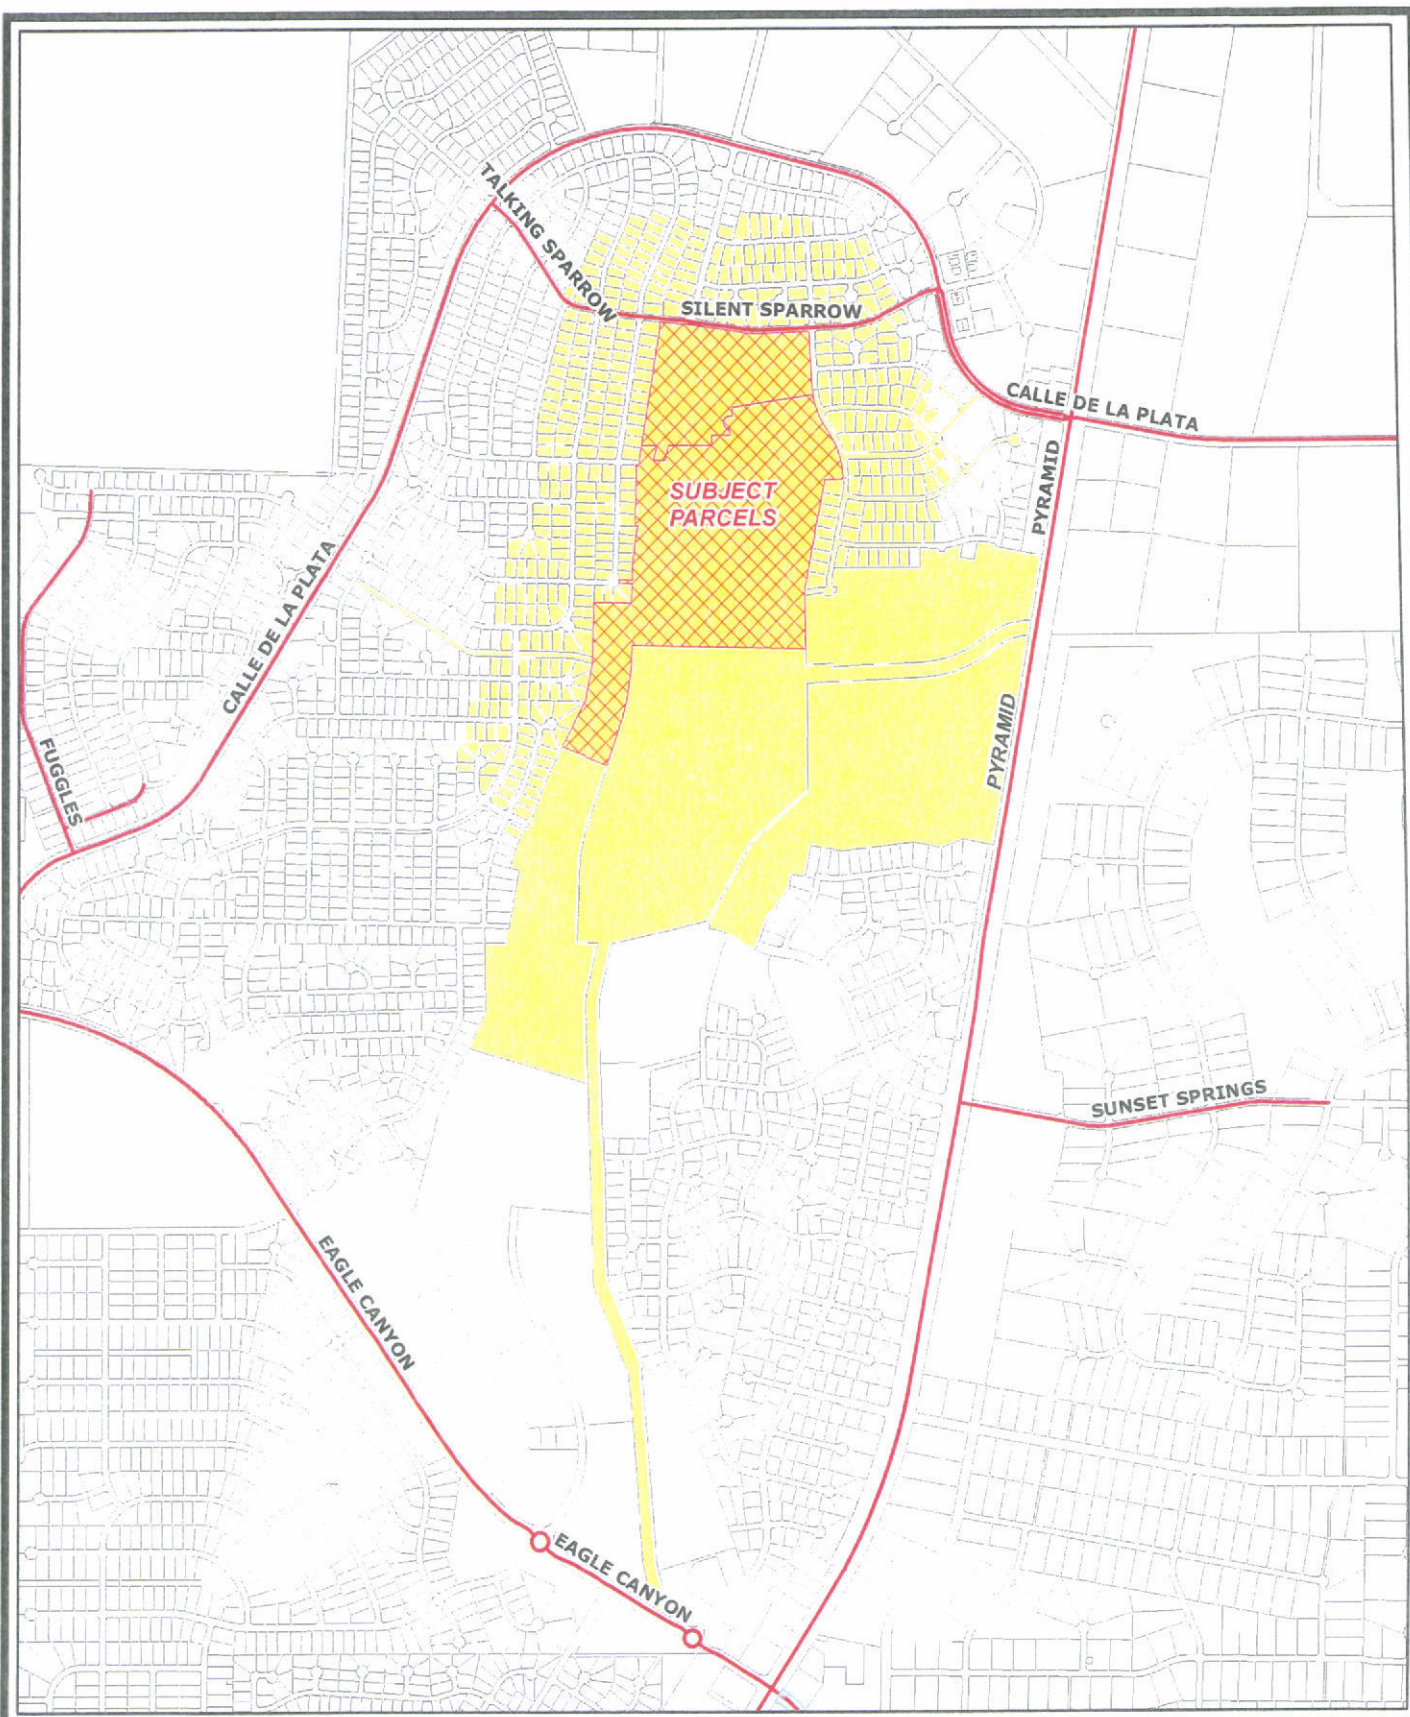 TALKING SPARROW
SILENT SPARROW
CALLE DE LA PLATA
PYRAMID
SUBJECT
PARCELS
CALLE DE LA PLATA
PYRAMID
FUGGLES
SUNSET SPRINGS
EAGLE CANYON
EAGLE CANYON